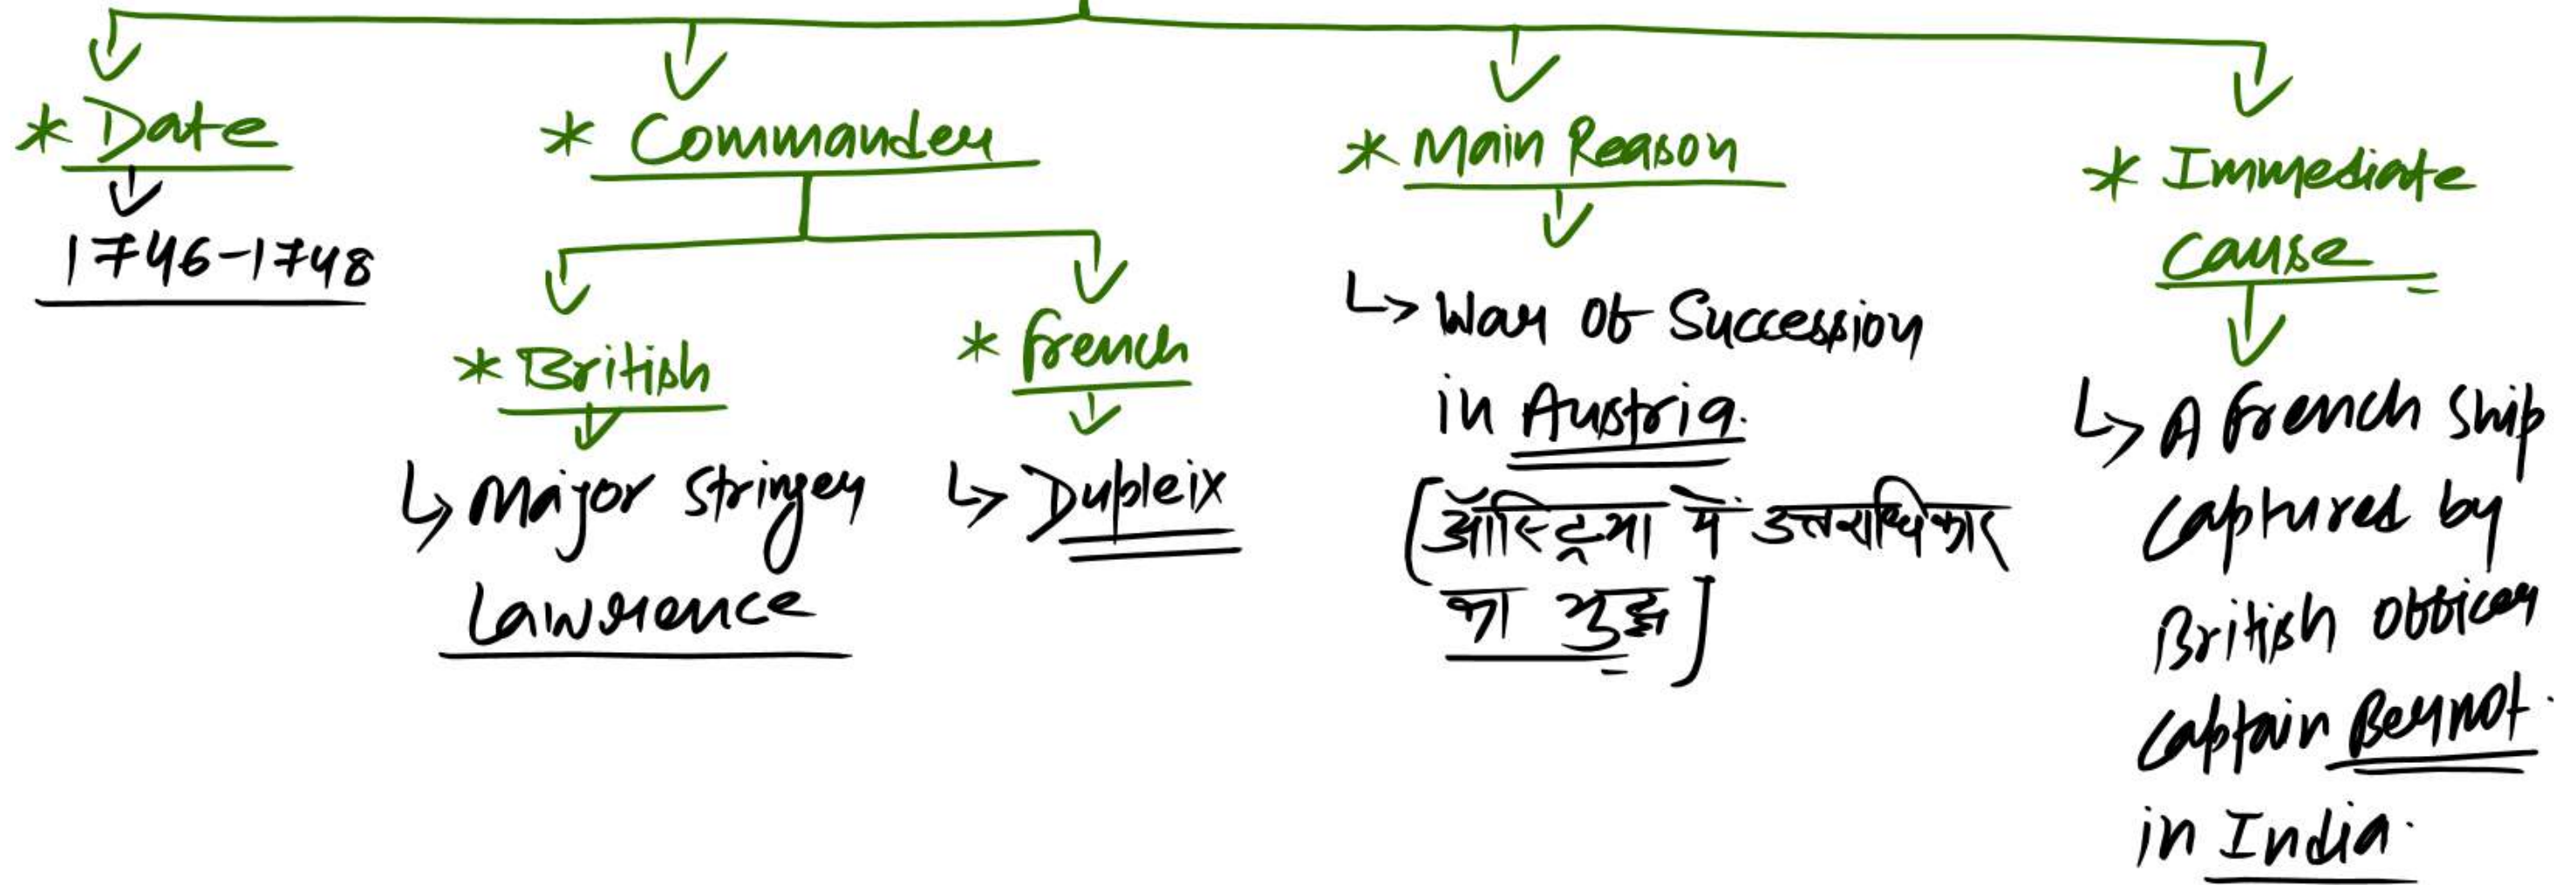 * Date
1746-1748
* Commander
* British
Major Stringer
Lawrence
* French
Dupleix
* Main Reason
War Of Succession
in Austria.
[ऑस्ट्रिया में उत्तराधिकार
का युद्ध]
* Immediate
Cause
A French Ship
Captured by
British Officer
Captain Bernot.
in India.